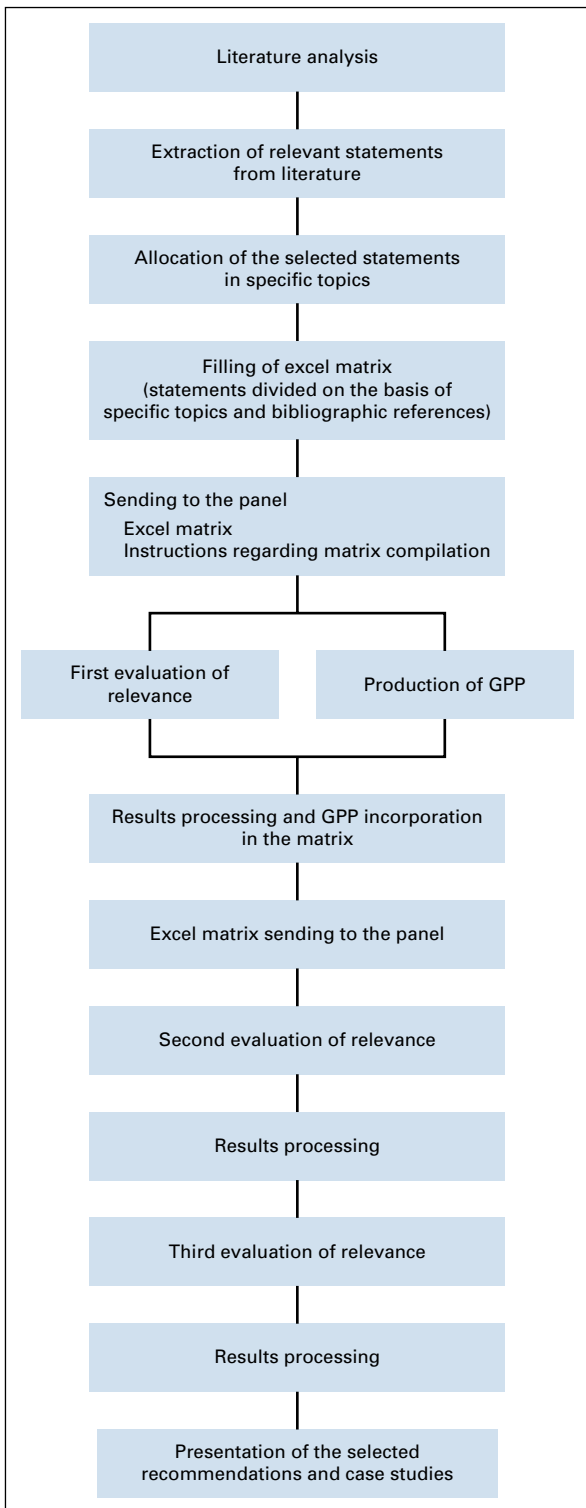 Literature analysis
Extraction of relevant statements
from literature
Allocation of the selected statements
in specific topics
Filling of excel matrix
(statements divided on the basis of
specific topics and bibliographic references)
Sending to the panel
Excel matrix
Instructions regarding matrix compilation
First evaluation of
relevance
Production of GPP
Results processing and GPP incorporation
in the matrix
Excel matrix sending to the panel
Second evaluation of relevance
Results processing
Third evaluation of relevance
Results processing
Presentation of the selected
recommendations and case studies